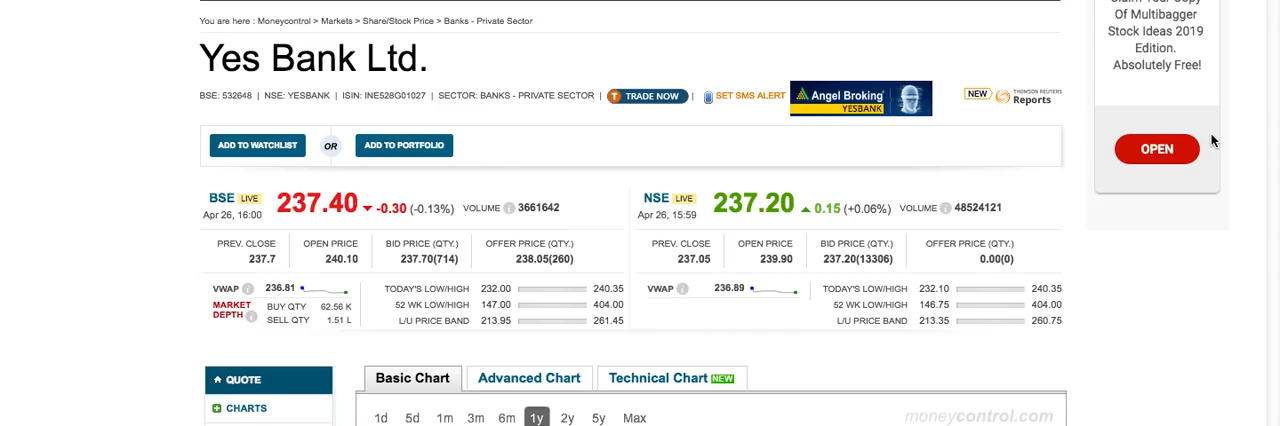 You are here : Moneycontrol > Markets > Share/Stock Price > Banks - Private Sector
Yes Bank Ltd.
BSE: 532648 | NSE: YESBANK | ISIN: INE528G01027 | SECTOR: BANKS - PRIVATE SECTOR | T TRADE NOW | SET SMS ALERT
Angel Broking
YESBANK
NEW THOMSON REUTERS
Reports
Of Multibagger
Stock Ideas 2019
Edition.
Absolutely Free!
OPEN
ADD TO WATCHLIST OR ADD TO PORTFOLIO
BSE LIVE 237.40 -0.30 (-0.13%) VOLUME i 3661642
Apr 26, 16:00
PREV. CLOSE OPEN PRICE BID PRICE (QTY.) OFFER PRICE (QTY.)
237.7 240.10 237.70(714) 238.05(260)
VWAP i 236.81
MARKET DEPTH i
BUY QTY 62.56 K
SELL QTY 1.51 L
TODAY'S LOW/HIGH 232.00 240.35
52 WK LOW/HIGH 147.00 404.00
L/U PRICE BAND 213.95 261.45
NSE LIVE 237.20 0.15 (+0.06%) VOLUME i 48524121
Apr 26, 15:59
PREV. CLOSE OPEN PRICE BID PRICE (QTY.) OFFER PRICE (QTY.)
237.05 239.90 237.20(13306) 0.00(0)
VWAP i 236.89
TODAY'S LOW/HIGH 232.10 240.35
52 WK LOW/HIGH 146.75 404.00
L/U PRICE BAND 213.35 260.75
QUOTE
CHARTS
Basic Chart Advanced Chart Technical Chart NEW
1d 5d 1m 3m 6m 1y 2y 5y Max
moneycontrol.com